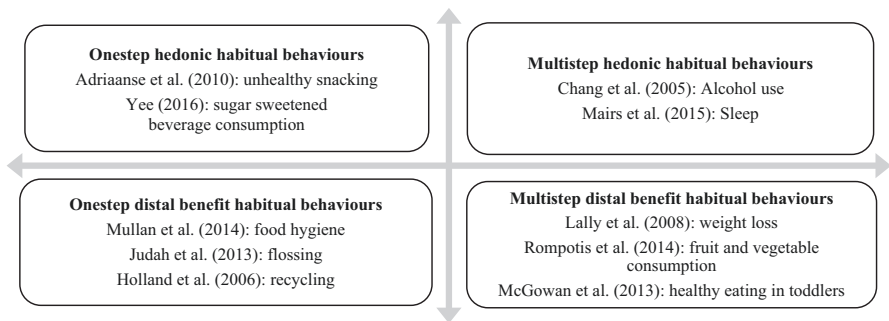 Onestep hedonic habitual behaviours
Adriaanse et al. (2010): unhealthy snacking
Yee (2016): sugar sweetened
beverage consumption
Multistep hedonic habitual behaviours
Chang et al. (2005): Alcohol use
Mairs et al. (2015): Sleep
Onestep distal benefit habitual behaviours
Mullan et al. (2014): food hygiene
Judah et al. (2013): flossing
Holland et al. (2006): recycling
Multistep distal benefit habitual behaviours
Lally et al. (2008): weight loss
Rompotis et al. (2014): fruit and vegetable
consumption
McGowan et al. (2013): healthy eating in toddlers